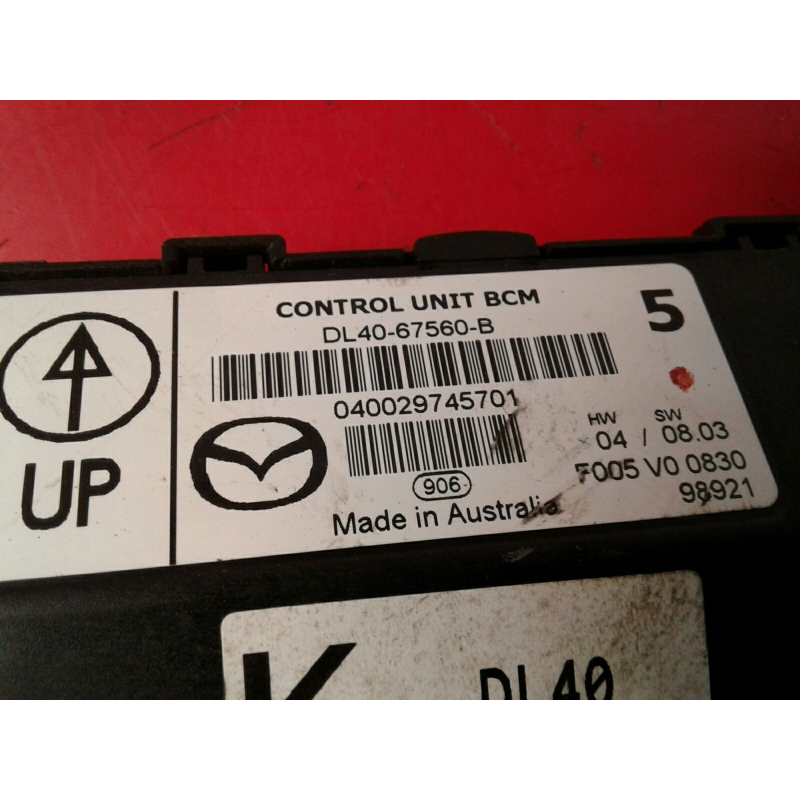 UP
CONTROL UNIT BCM
DL40-67560-B
5
040029745701
HW SW
04 / 08.03
906
F005 V0 0830
98921
Made in Australia
K
DL40